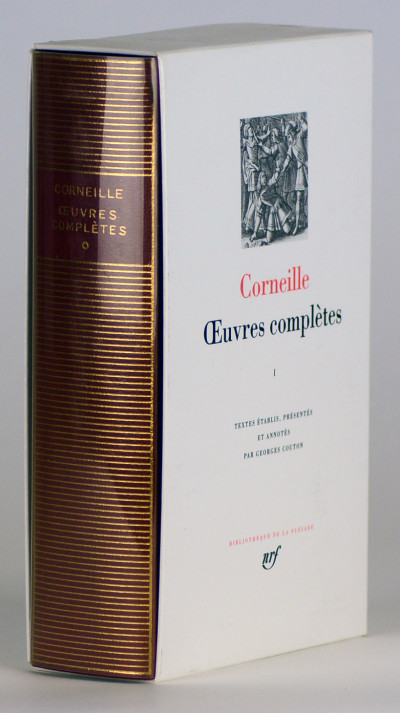 CORNEILLE
ŒUVRES
COMPLÈTES
Corneille
Œuvres complètes
I
TEXTES ÉTABLIS, PRÉSENTÉS
ET ANNOTÉS
PAR GEORGES COUTON
BIBLIOTHÈQUE DE LA PLÉIADE
nrf